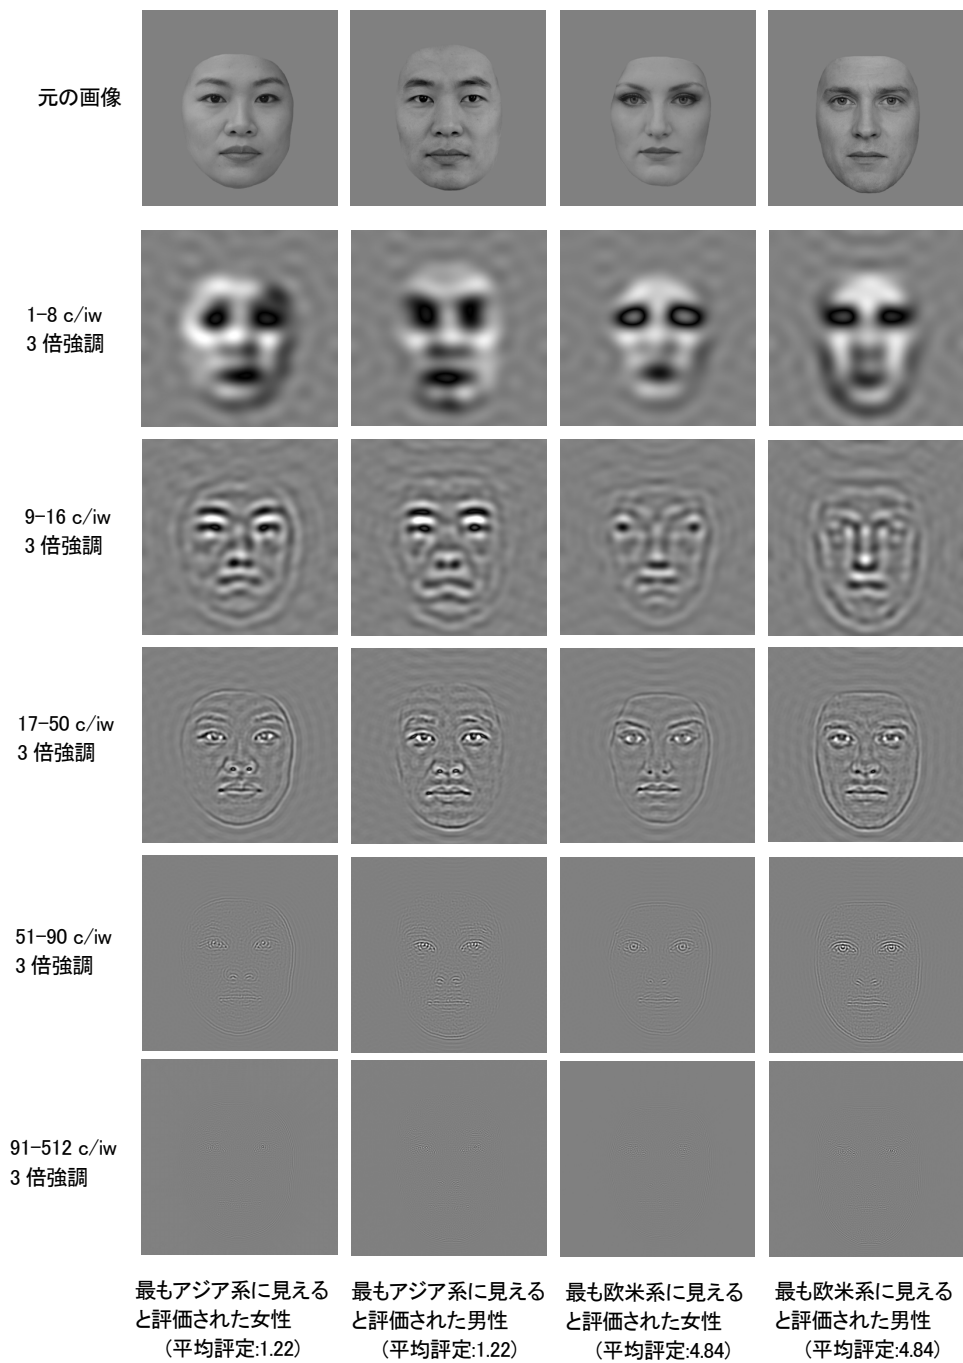 元の画像
1-8 c/iw
3 倍強調
9-16 c/iw
3 倍強調
17-50 c/iw
3 倍強調
51-90 c/iw
3 倍強調
91-512 c/iw
3 倍強調
最もアジア系に見える
と評価された女性
(平均評定:1.22)
最もアジア系に見える
と評価された男性
(平均評定:1.22)
最も欧米系に見える
と評価された女性
(平均評定:4.84)
最も欧米系に見える
と評価された男性
(平均評定:4.84)